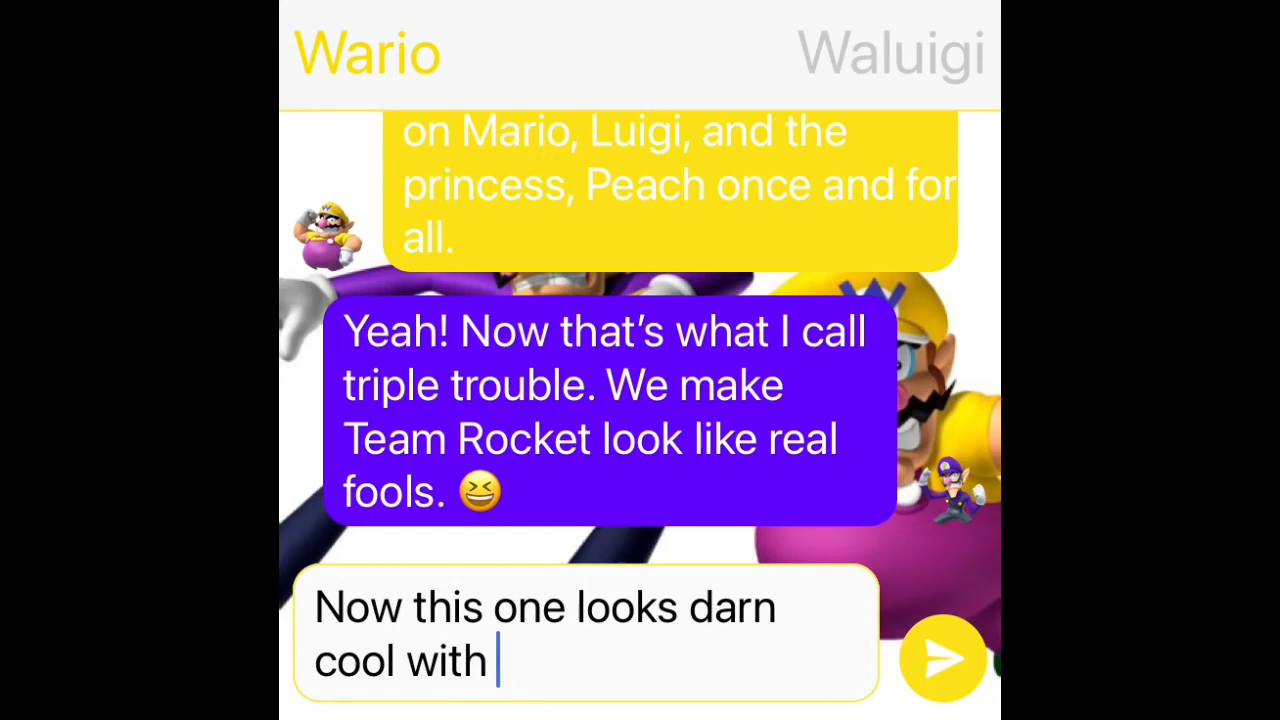 Wario
Waluigi
on Mario, Luigi, and the
princess, Peach once and for
all.
Yeah! Now that’s what I call
triple trouble. We make
Team Rocket look like real
fools. 😆
Now this one looks darn
cool with